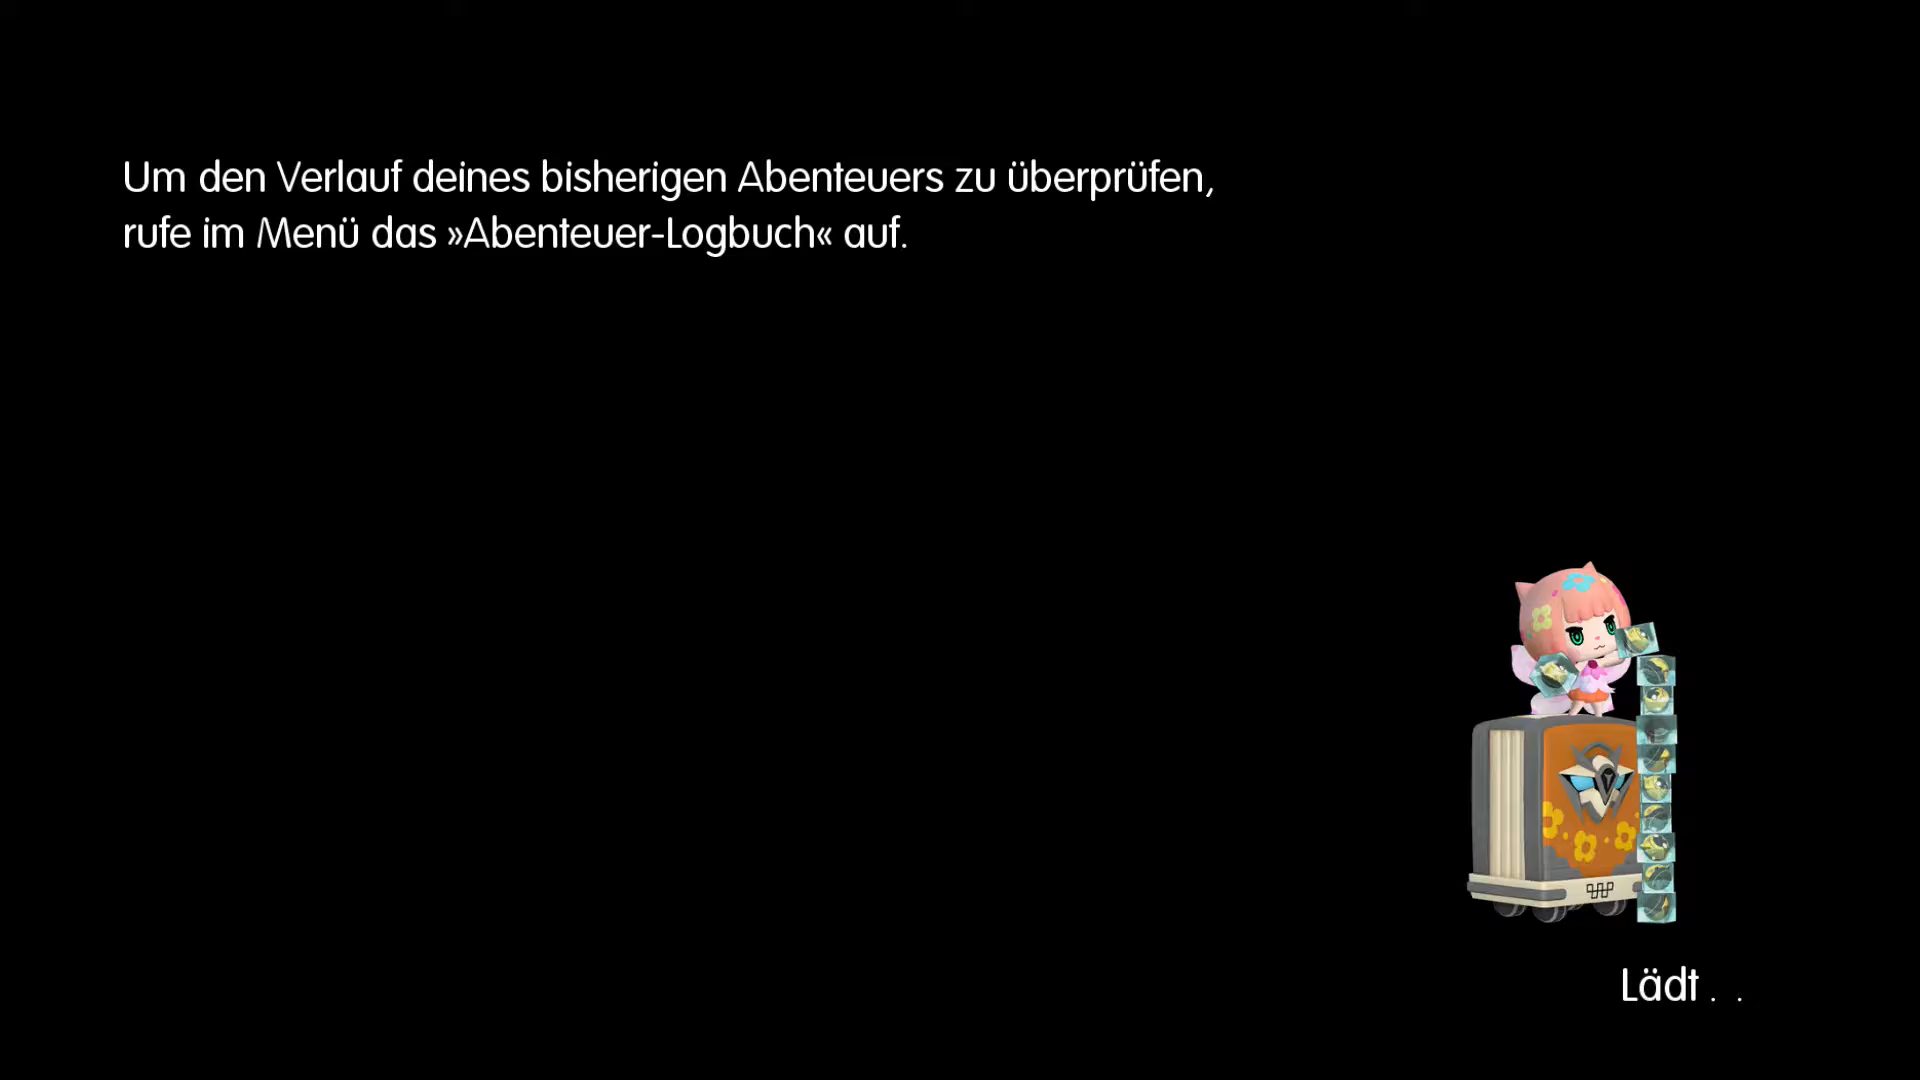 Um den Verlauf deines bisherigen Abenteuers zu überprüfen,
rufe im Menü das »Abenteuer-Logbuch« auf.
Lädt . .